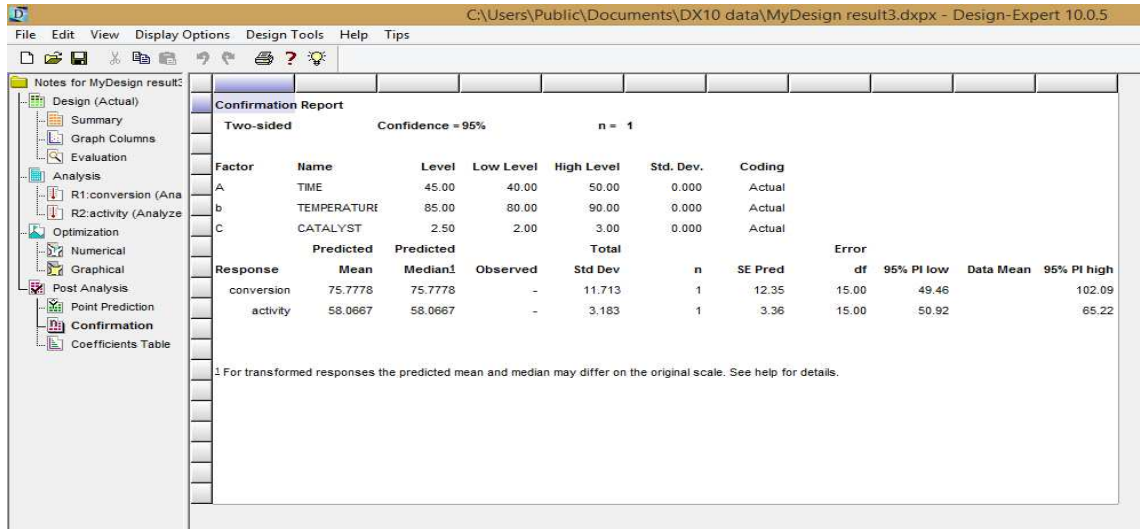 C:\Users\Public\Documents\DX10 data\MyDesign result3.dxpx - Design-Expert 10.0.5
File Edit View Display Options Design Tools Help Tips
Notes for MyDesign result3
Design (Actual)
Summary
Graph Columns
Evaluation
Analysis
R1:conversion (Ana
R2:activity (Analyze
Optimization
Numerical
Graphical
Post Analysis
Point Prediction
Confirmation
Coefficients Table
Confirmation Report
Two-sided Confidence = 95% n = 1
Factor Name Level Low Level High Level Std. Dev. Coding
A TIME 45.00 40.00 50.00 0.000 Actual
b TEMPERATURE 85.00 80.00 90.00 0.000 Actual
C CATALYST 2.50 2.00 3.00 0.000 Actual
Predicted Predicted Total Error
Response Mean Median1 Observed Std Dev n SE Pred df 95% PI low Data Mean 95% PI high
conversion 75.7778 75.7778 - 11.713 1 12.35 15.00 49.46 102.09
activity 58.0667 58.0667 - 3.183 1 3.36 15.00 50.92 65.22
1 For transformed responses the predicted mean and median may differ on the original scale. See help for details.